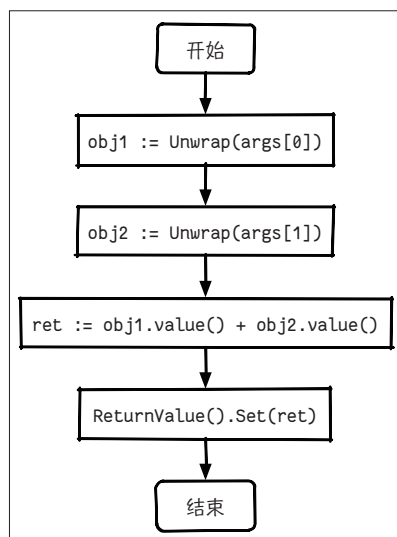 开始
obj1 := Unwrap(args[0])
obj2 := Unwrap(args[1])
ret := obj1.value() + obj2.value()
ReturnValue().Set(ret)
结束